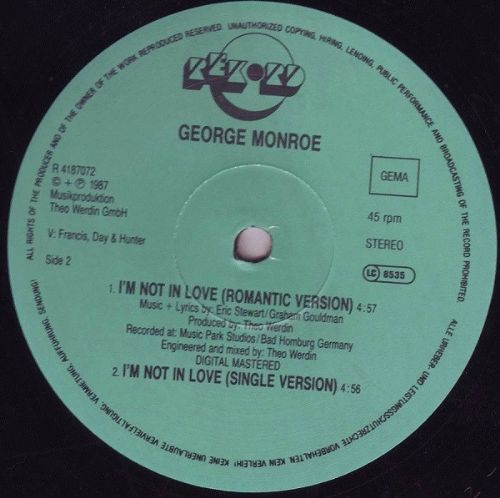 ALL RIGHTS OF THE PRODUCER AND OF THE OWNER OF THE WORK REPRODUCED RESERVED. UNAUTHORIZED COPYING, HIRING, LENDING, PUBLIC PERFORMANCE AND BROADCASTING OF THE RECORD PROHIBITED.
REK•RD
GEORGE MONROE
R 4187072
© + ℗ 1987
Musikproduktion
Theo Werdin GmbH
V: Francis, Day & Hunter
Side 2
GEMA
45 rpm
STEREO
LC 8535
1. I'M NOT IN LOVE (ROMANTIC VERSION) 4:57
Music + Lyrics by: Eric Stewart/Graham Gouldman
Produced by: Theo Werdin
Recorded at: Music Park Studios/Bad Homburg Germany
Engineered and mixed by: Theo Werdin
DIGITAL MASTERED
2. I'M NOT IN LOVE (SINGLE VERSION) 4:56
ALLE URHEBER- UND LEISTUNGSSCHUTZRECHTE VORBEHALTEN. KEIN VERLEIH! KEINE UNERLAUBTE VERVIELFÄLTIGUNG, VERMIETUNG, AUFFÜHRUNG, SENDUNG!